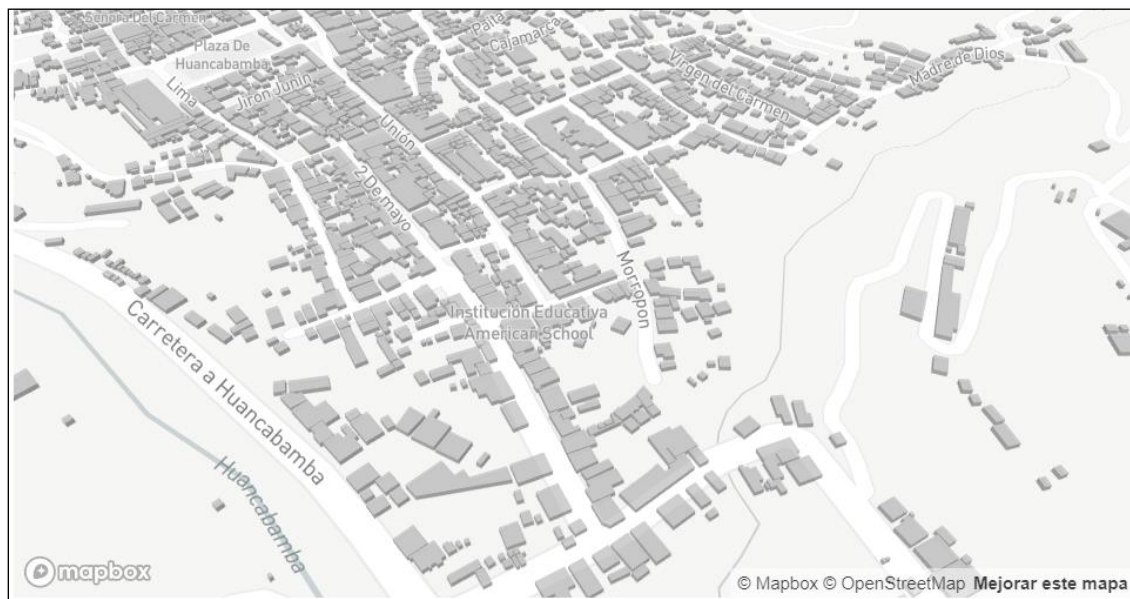 Señora Del Carmen
Plaza De
Huancabamba
Lima
Jirón Junín
Unión
2 De mayo
Paita
Cajamarca
Virgen del Carmen
Madre de Dios
Morropon
Institución Educativa
American School
Carretera a Huancabamba
Huancabamba
mapbox
© Mapbox © OpenStreetMap Mejorar este mapa